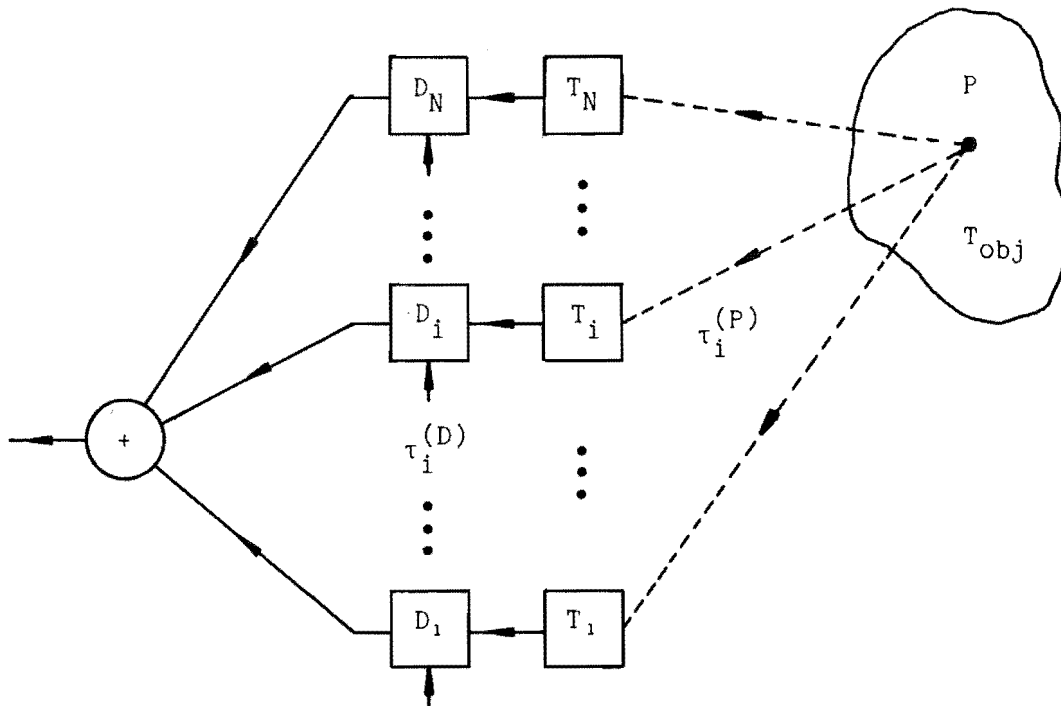 D_N T_N P
T_obj
D_i T_i
τ_i^(P)
+
τ_i^(D)
D_1 T_1